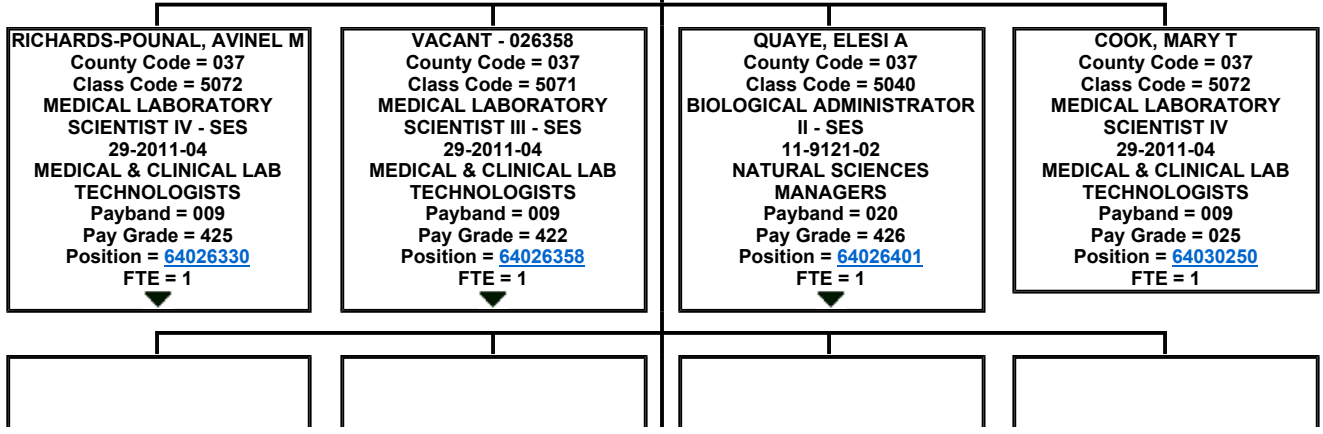 RICHARDS-POUNAL, AVINEL M
County Code = 037
Class Code = 5072
MEDICAL LABORATORY
SCIENTIST IV - SES
29-2011-04
MEDICAL & CLINICAL LAB
TECHNOLOGISTS
Payband = 009
Pay Grade = 425
Position = 64026330
FTE = 1
VACANT - 026358
County Code = 037
Class Code = 5071
MEDICAL LABORATORY
SCIENTIST III - SES
29-2011-04
MEDICAL & CLINICAL LAB
TECHNOLOGISTS
Payband = 009
Pay Grade = 422
Position = 64026358
FTE = 1
QUAYE, ELESI A
County Code = 037
Class Code = 5040
BIOLOGICAL ADMINISTRATOR
II - SES
11-9121-02
NATURAL SCIENCES
MANAGERS
Payband = 020
Pay Grade = 426
Position = 64026401
FTE = 1
COOK, MARY T
County Code = 037
Class Code = 5072
MEDICAL LABORATORY
SCIENTIST IV
29-2011-04
MEDICAL & CLINICAL LAB
TECHNOLOGISTS
Payband = 009
Pay Grade = 025
Position = 64030250
FTE = 1